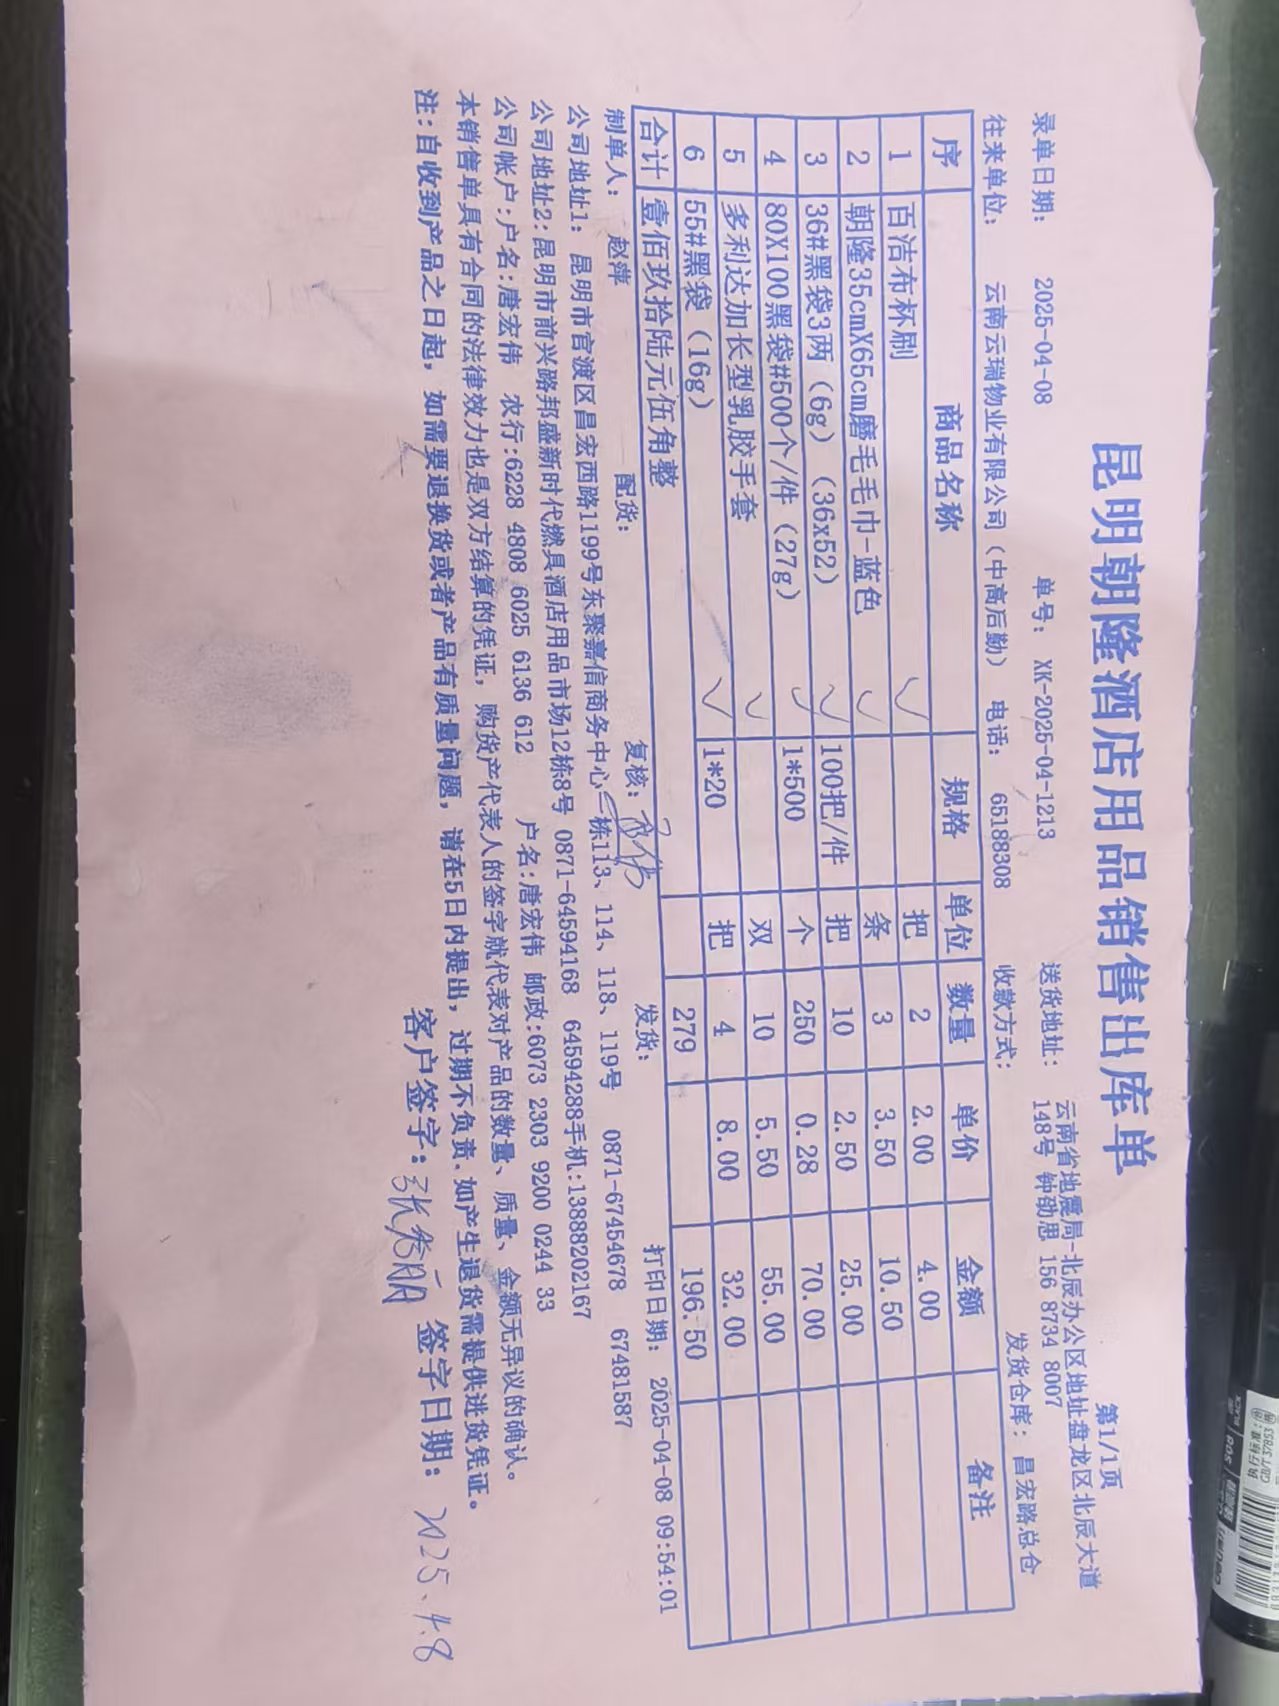 昆明朝隆酒店用品销售出库单
第1/1页
录单日期: 2025-04-08 单号: XK-2025-04-1213 送货地址: 云南省地震局-北辰办公区地址盘龙区北辰大道148号 钟劭思 156 8734 8007
往来单位: 云南云瑞物业有限公司(中高后勤) 电话: 65188308 收款方式: 发货仓库: 昌宏路总仓
序 商品名称 规格 单位 数量 单价 金额 备注
1 百洁布杯刷 把 2 2.00 4.00
2 朝隆35cmX65cm磨毛毛巾-蓝色 条 3 3.50 10.50
3 36#黑袋3两(6g)(36x52) 100把/件 把 10 2.50 25.00
4 80X100黑袋#500个/件(27g) 1*500 个 250 0.28 70.00
5 多利达加长型乳胶手套 双 10 5.50 55.00
6 55#黑袋(16g) 1*20 把 4 8.00 32.00
合计 壹佰玖拾陆元伍角整 279 196.50
制单人: 赵萍 配货: 复核: 发货: 打印日期: 2025-04-08 09:54:01
公司地址1: 昆明市官渡区昌宏西路1199号东聚嘉信商务中心一栋113、114、118、119号 0871-67454678 67481587
公司地址2:昆明市前兴路邦盛新时代燃具酒店用品市场12栋8号 0871-64594168 64594288手机:13888202167
公司帐户:户名:唐宏伟 农行:6228 4808 6025 6136 612 户名:唐宏伟 邮政:6073 2303 9200 0244 33
本销售单具有合同的法律效力也是双方结算的凭证, 购货产代表人的签字就代表对产品的数量、质量、金额无异议的确认。
注:自收到产品之日起, 如需要退换货或者产品有质量问题, 请在5日内提出, 过期不负责.如产生退货需提供进货凭证。
客户签字: 签字日期: 2025.4.8